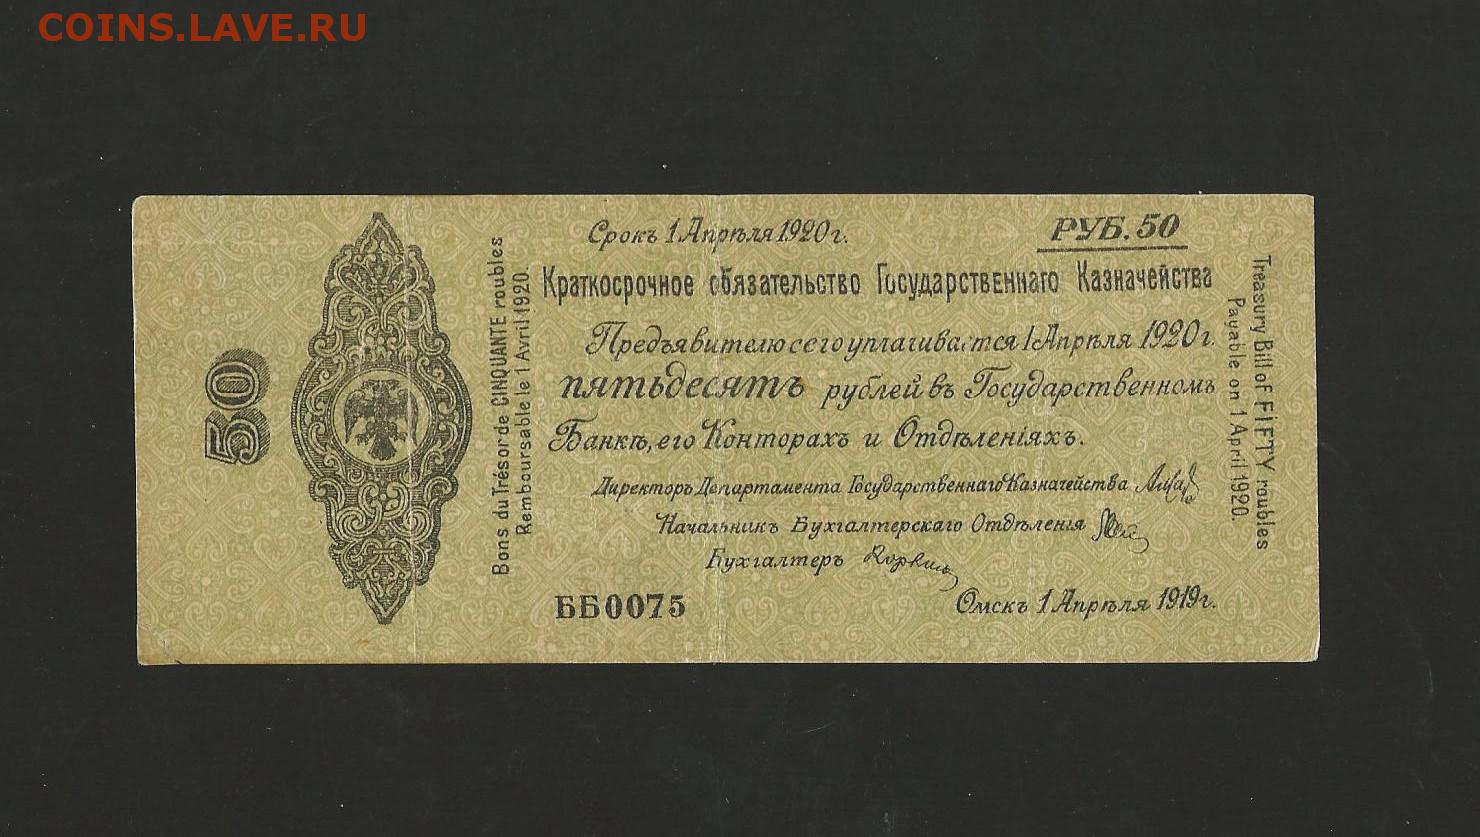 COINS.LAVE.RU
Срокъ 1 Апрѣля 1920 г.
РУБ. 50
Краткосрочное обязательство Государственнаго Казначейства
Предъявителю сего уплачивается 1 Апрѣля 1920 г.
пятьдесятъ рублей въ Государственномъ
Банкѣ, его Конторахъ и Отдѣленіяхъ.
Директоръ Департамента Государственнаго Казначейства
Начальникъ Бухгалтерскаго Отдѣленія
Бухгалтеръ
ББ0075
Омскъ 1 Апрѣля 1919 г.
50
Bons du Trésor de CINQUANTE roubles
Remboursable le 1 Avril 1920.
Treasury Bill of FiFTY roubles
Payable on 1 April 1920.